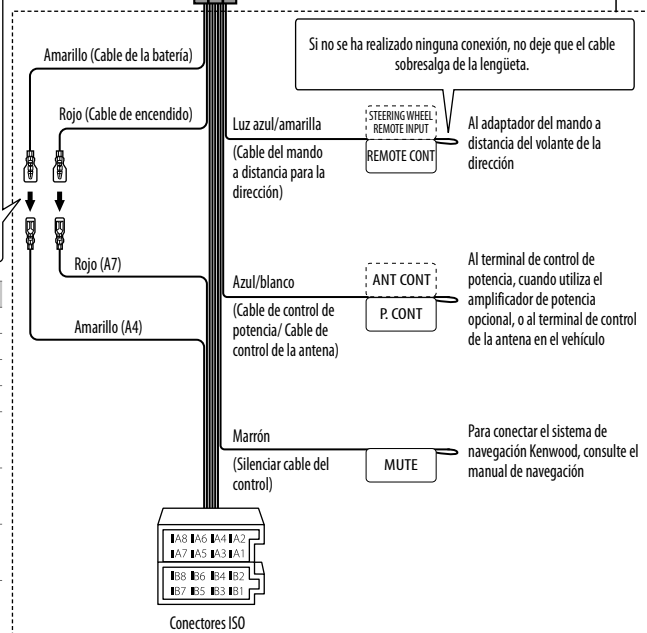 Si no se ha realizado ninguna conexión, no deje que el cable
sobresalga de la lengüeta.
Amarillo (Cable de la batería)
Rojo (Cable de encendido)
Luz azul/amarilla
(Cable del mando
a distancia para la
dirección)
STEERING WHEEL
REMOTE INPUT
REMOTE CONT
Al adaptador del mando a
distancia del volante de la
dirección
Rojo (A7)
Amarillo (A4)
Azul/blanco
(Cable de control de
potencia/ Cable de
control de la antena)
ANT CONT
P. CONT
Al terminal de control de
potencia, cuando utiliza el
amplificador de potencia
opcional, o al terminal de control
de la antena en el vehículo
Marrón
(Silenciar cable del
control)
MUTE
Para conectar el sistema de
navegación Kenwood, consulte el
manual de navegación
A8 A6 A4 A2
A7 A5 A3 A1
B8 B6 B4 B2
B7 B5 B3 B1
Conectores ISO